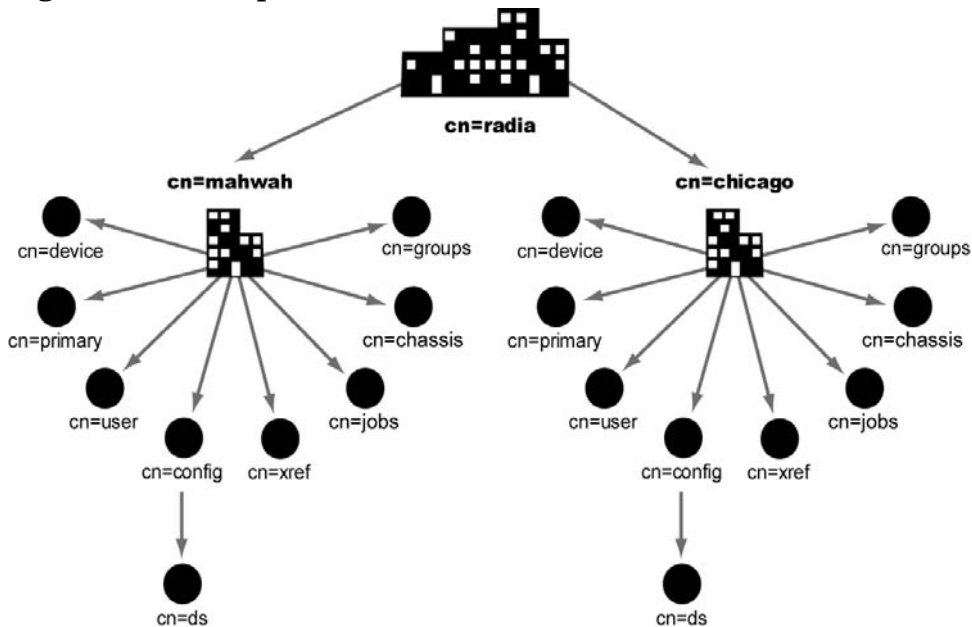 cn=radia
cn=mahwah
cn=chicago
cn=device
cn=groups
cn=primary
cn=chassis
cn=user
cn=jobs
cn=config
cn=xref
cn=ds
cn=device
cn=groups
cn=primary
cn=chassis
cn=user
cn=jobs
cn=config
cn=xref
cn=ds